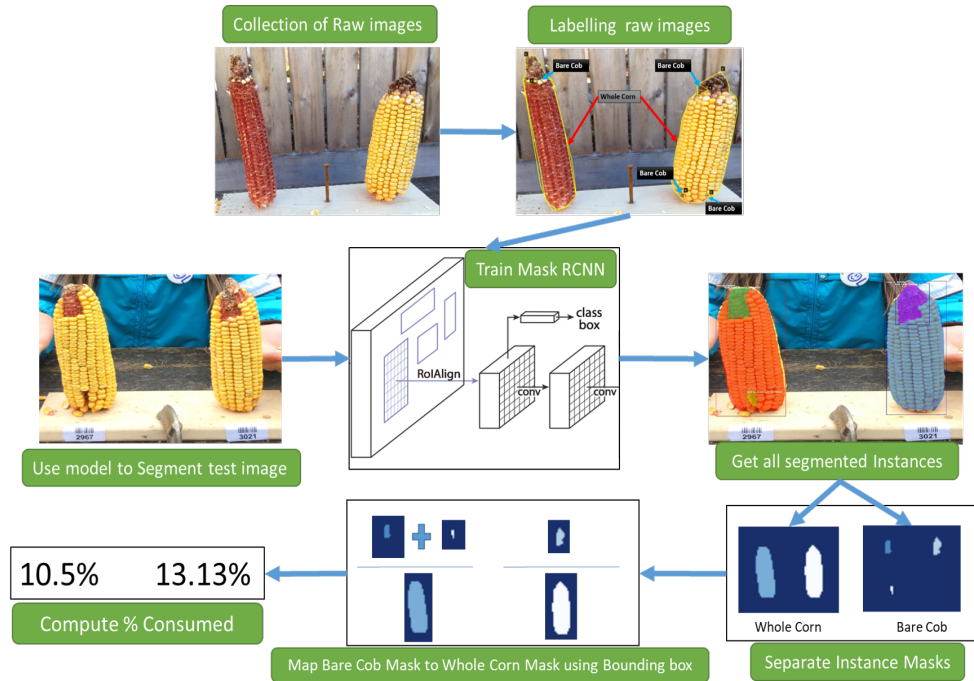 Collection of Raw images
Labelling raw images
Bare Cob
Bare Cob
Whole Corn
Bare Cob
Bare Cob
Train Mask RCNN
class
box
RoIAlign
conv
conv
2967
3021
Use model to Segment test image
2967
3021
Get all segmented Instances
10.5%
13.13%
Compute % Consumed
Map Bare Cob Mask to Whole Corn Mask using Bounding box
Whole Corn
Bare Cob
Separate Instance Masks